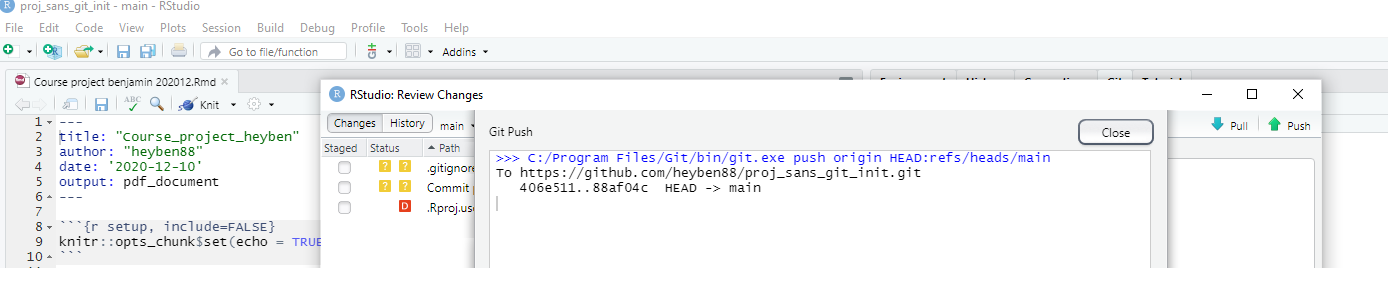 proj_sans_git_init - main - RStudio
File Edit Code View Plots Session Build Debug Profile Tools Help
Go to file/function
Addins
Course project benjamin 202012.Rmd
ABC
Knit
1 ---
2 title: "Course_project_heyben"
3 author: "heyben88"
4 date: '2020-12-10'
5 output: pdf_document
6 ---
7
8 ```{r setup, include=FALSE}
9 knitr::opts_chunk$set(echo = TRUE
10 ```
RStudio: Review Changes
Changes History main
Staged Status Path
? ? .gitignore
? ? Commit
D .Rproj.use
Git Push
Close
>>> C:/Program Files/Git/bin/git.exe push origin HEAD:refs/heads/main
To https://github.com/heyben88/proj_sans_git_init.git
406e511..88af04c HEAD -> main
Pull Push